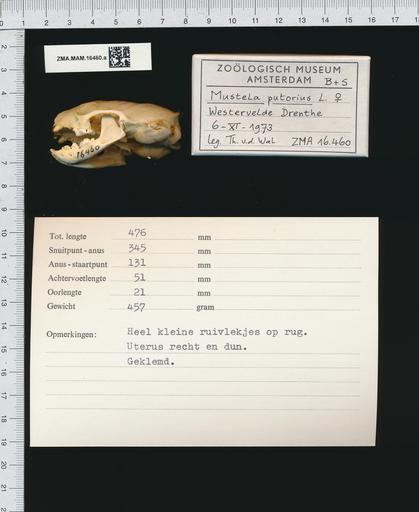 ZMA.MAM.16460.a
16460
ZOÖLOGISCH MUSEUM
AMSTERDAM B+S
Mustela putorius L. ♀
Westervelde Drenthe
6-XI-1973
leg. Th. v.d. Wal ZMA 16.460
Tot. lengte 476 mm
Snuitpunt - anus 345 mm
Anus - staartpunt 131 mm
Achtervoetlengte 51 mm
Oorlengte 21 mm
Gewicht 457 gram
Opmerkingen: Heel kleine ruivlekjes op rug.
Uterus recht en dun.
Geklemd.